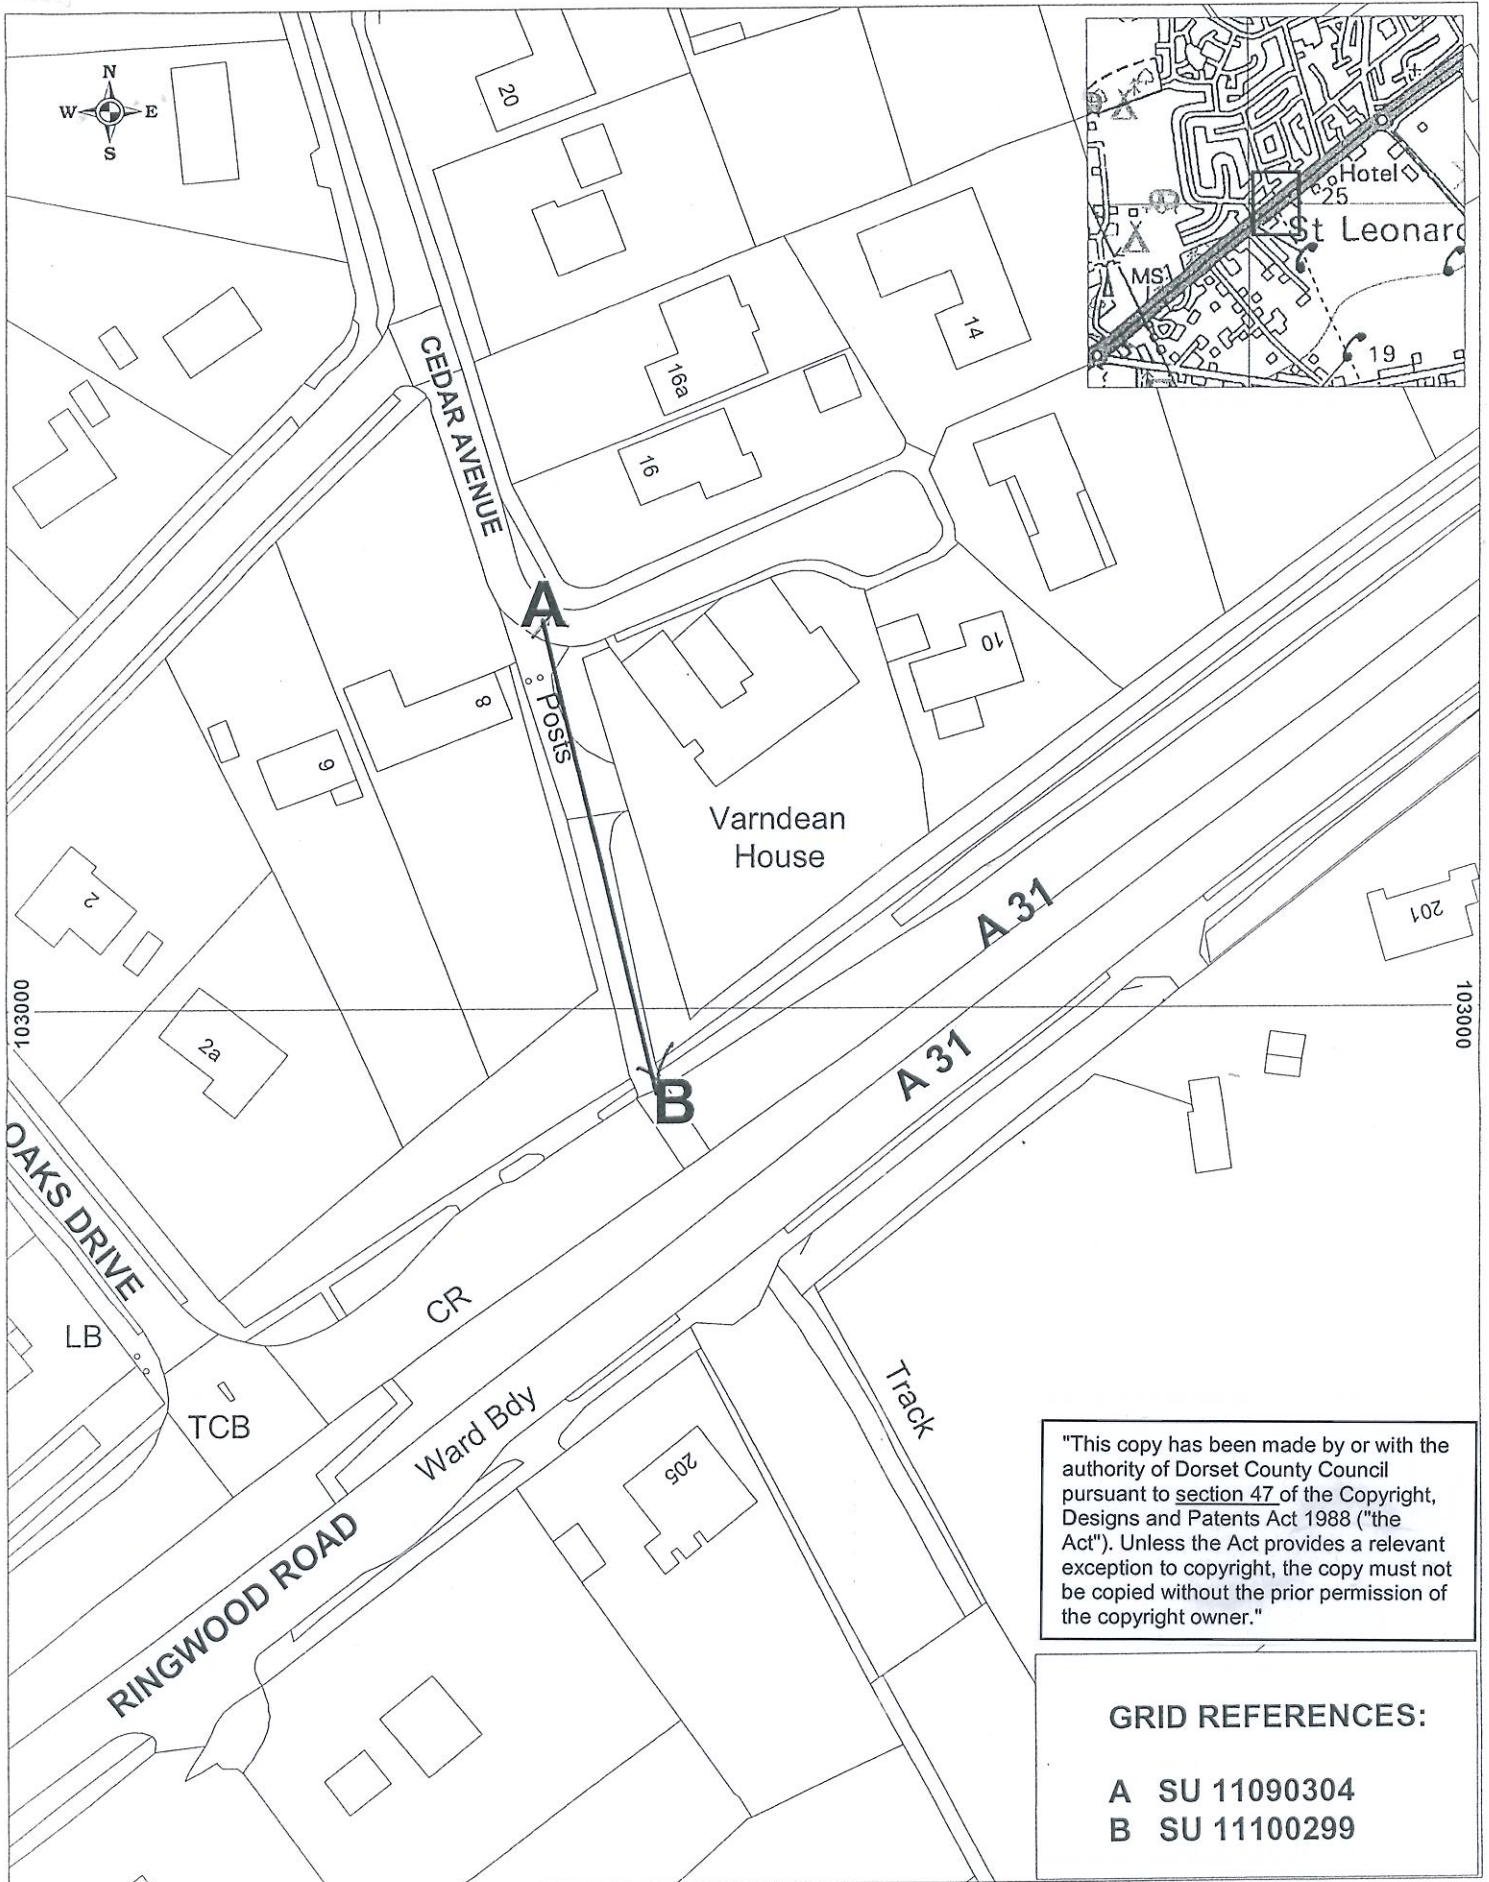 N
W E
S
20
Hotel
25
St Leonard
MS
19
CEDAR AVENUE
16a
14
16
A
10
8
Posts
Varndean
House
2
A 31
201
103000
103000
2a
A 31
B
OAKS DRIVE
CR
LB
Track
TCB
Ward Bdy
205
RINGWOOD ROAD
"This copy has been made by or with the
authority of Dorset County Council
pursuant to section 47 of the Copyright,
Designs and Patents Act 1988 ("the
Act"). Unless the Act provides a relevant
exception to copyright, the copy must not
be copied without the prior permission of
the copyright owner."
GRID REFERENCES:
A SU 11090304
B SU 11100299